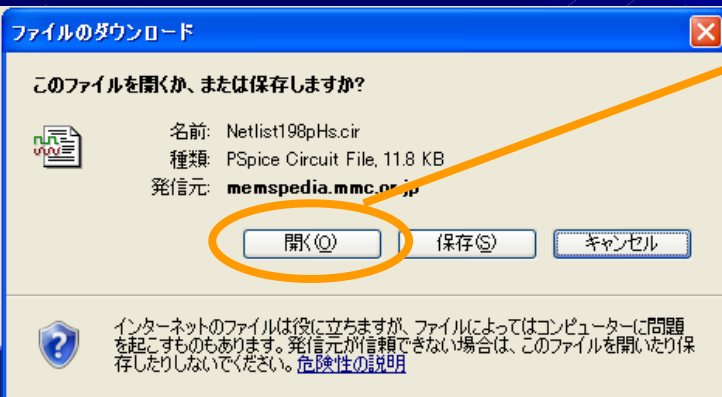 ファイルのダウンロード
このファイルを開くか、または保存しますか?
名前: Netlist198pHs.cir
種類: PSpice Circuit File, 11.8 KB
発信元: memspedia.mmc.or.jp
開く(O) 保存(S) キャンセル
インターネットのファイルは役に立ちますが、ファイルによってはコンピューターに問題
を起こすものもあります。発信元が信頼できない場合は、このファイルを開いたり保
存したりしないでください。危険性の説明